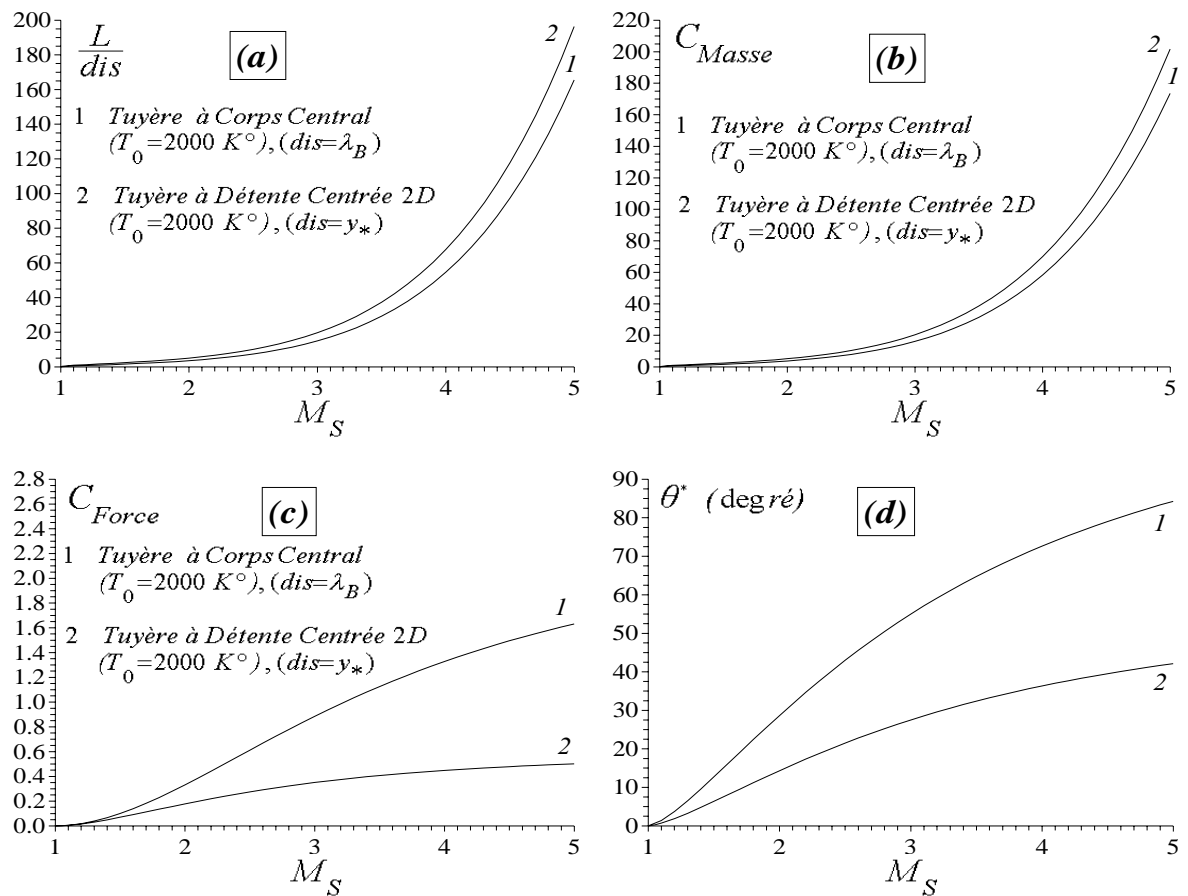 200
180
160
140
120
100
80
60
40
20
0
L
dis
(a)
2
1
1 Tuyère à Corps Central
(T0=2000 K°), (dis=λB)
2 Tuyère à Détente Centrée 2D
(T0=2000 K°), (dis=y*)
1 2 3 4 5
MS
220
200
180
160
140
120
100
80
60
40
20
0
CMasse
(b)
2
1
1 Tuyère à Corps Central
(T0=2000 K°), (dis=λB)
2 Tuyère à Détente Centrée 2D
(T0=2000 K°), (dis=y*)
1 2 3 4 5
MS
2.8
2.6
2.4
2.2
2.0
1.8
1.6
1.4
1.2
1.0
0.8
0.6
0.4
0.2
0.0
CForce
(c)
1 Tuyère à Corps Central
(T0=2000 K°), (dis=λB)
2 Tuyère à Détente Centrée 2D
(T0=2000 K°), (dis=y*)
1
2
1 2 3 4 5
MS
90
80
70
60
50
40
30
20
10
0
θ* (degré)
(d)
1
2
1 2 3 4 5
MS